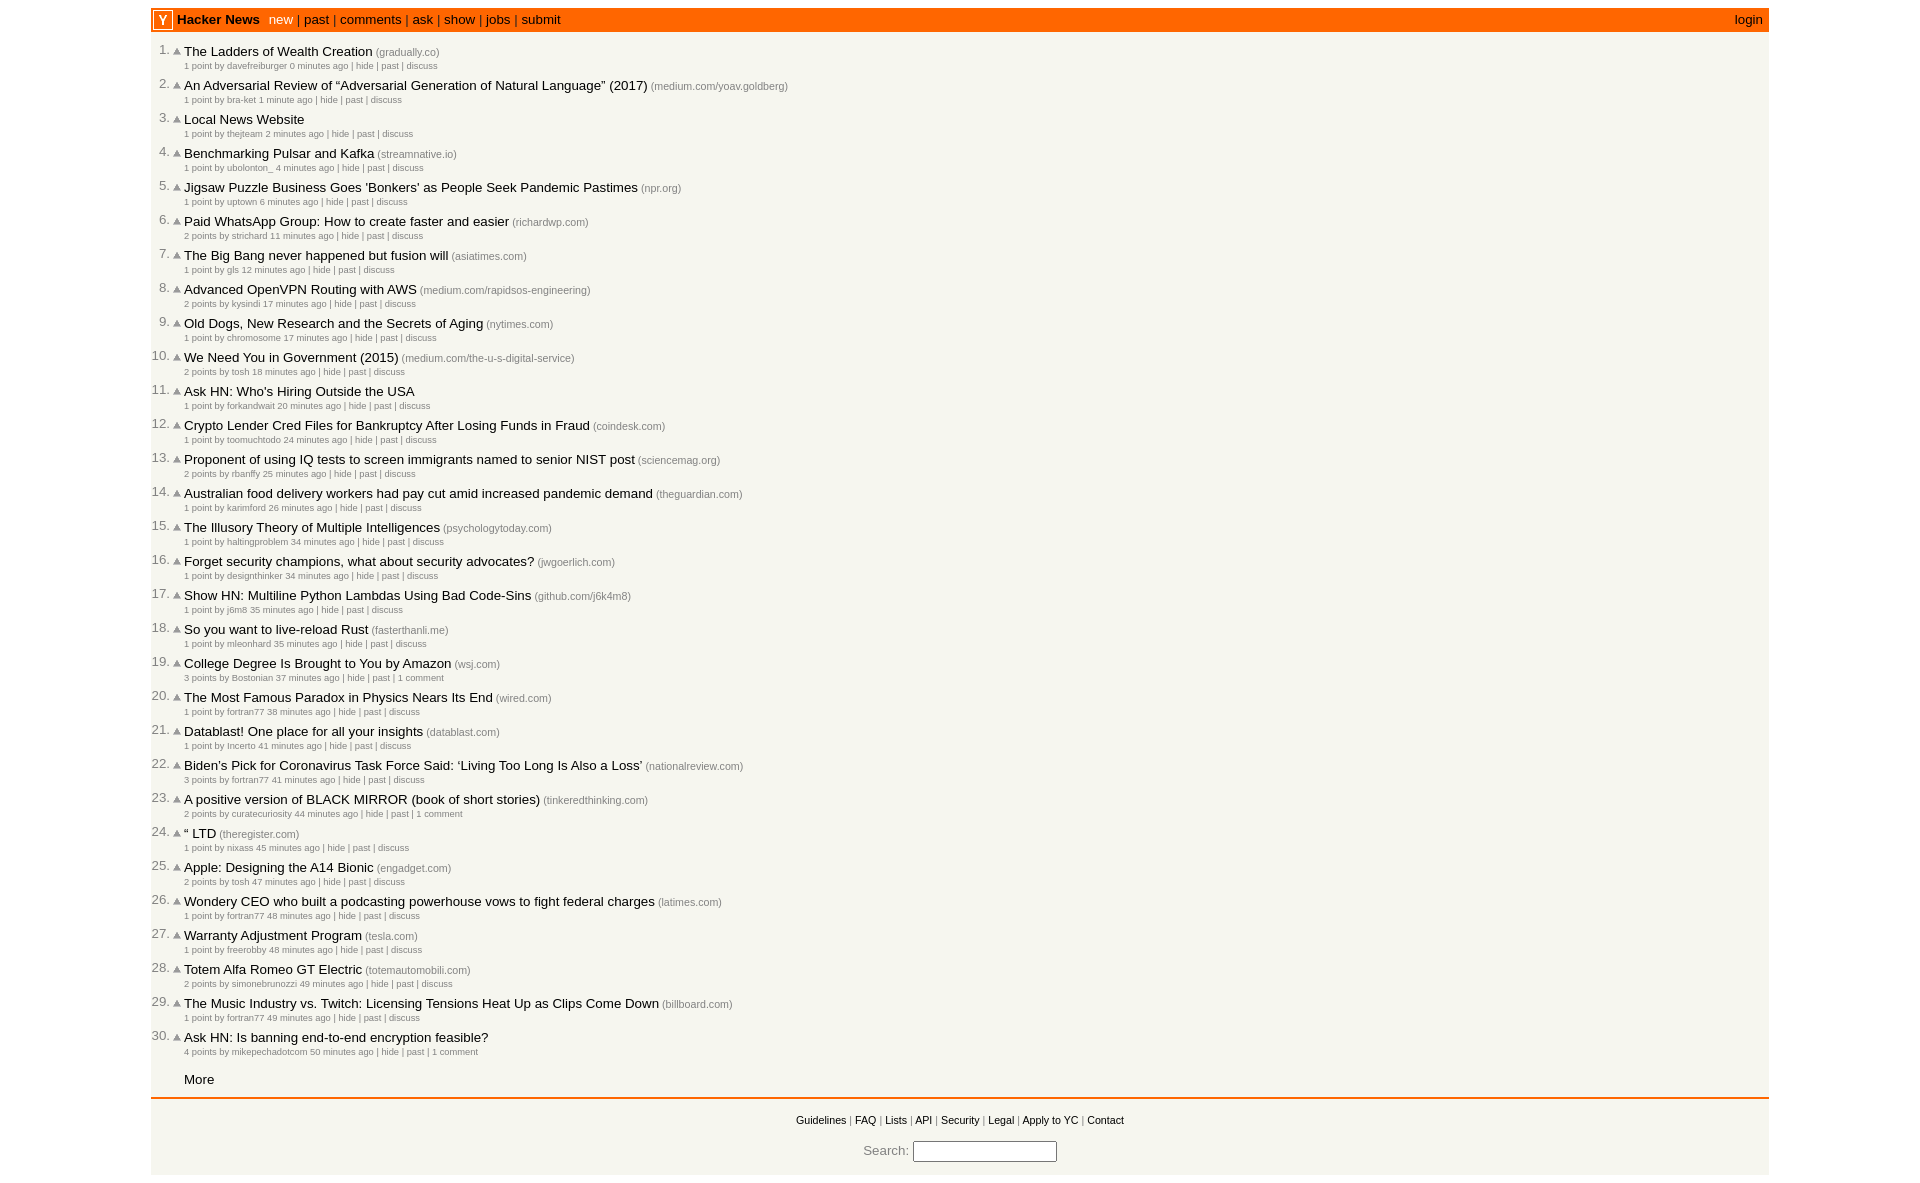 Y Hacker News new | past | comments | ask | show | jobs | submit login
1. The Ladders of Wealth Creation (gradually.co)
1 point by davefreiburger 0 minutes ago | hide | past | discuss
2. An Adversarial Review of “Adversarial Generation of Natural Language” (2017) (medium.com/yoav.goldberg)
1 point by bra-ket 1 minute ago | hide | past | discuss
3. Local News Website
1 point by thejteam 2 minutes ago | hide | past | discuss
4. Benchmarking Pulsar and Kafka (streamnative.io)
1 point by ubolonton_ 4 minutes ago | hide | past | discuss
5. Jigsaw Puzzle Business Goes 'Bonkers' as People Seek Pandemic Pastimes (npr.org)
1 point by uptown 6 minutes ago | hide | past | discuss
6. Paid WhatsApp Group: How to create faster and easier (richardwp.com)
2 points by strichard 11 minutes ago | hide | past | discuss
7. The Big Bang never happened but fusion will (asiatimes.com)
1 point by gls 12 minutes ago | hide | past | discuss
8. Advanced OpenVPN Routing with AWS (medium.com/rapidsos-engineering)
2 points by kysindi 17 minutes ago | hide | past | discuss
9. Old Dogs, New Research and the Secrets of Aging (nytimes.com)
1 point by chromosome 17 minutes ago | hide | past | discuss
10. We Need You in Government (2015) (medium.com/the-u-s-digital-service)
2 points by tosh 18 minutes ago | hide | past | discuss
11. Ask HN: Who's Hiring Outside the USA
1 point by forkandwait 20 minutes ago | hide | past | discuss
12. Crypto Lender Cred Files for Bankruptcy After Losing Funds in Fraud (coindesk.com)
1 point by toomuchtodo 24 minutes ago | hide | past | discuss
13. Proponent of using IQ tests to screen immigrants named to senior NIST post (sciencemag.org)
2 points by rbanffy 25 minutes ago | hide | past | discuss
14. Australian food delivery workers had pay cut amid increased pandemic demand (theguardian.com)
1 point by karimford 26 minutes ago | hide | past | discuss
15. The Illusory Theory of Multiple Intelligences (psychologytoday.com)
1 point by haltingproblem 34 minutes ago | hide | past | discuss
16. Forget security champions, what about security advocates? (jwgoerlich.com)
1 point by designthinker 34 minutes ago | hide | past | discuss
17. Show HN: Multiline Python Lambdas Using Bad Code-Sins (github.com/j6k4m8)
1 point by j6m8 35 minutes ago | hide | past | discuss
18. So you want to live-reload Rust (fasterthanli.me)
1 point by mleonhard 35 minutes ago | hide | past | discuss
19. College Degree Is Brought to You by Amazon (wsj.com)
3 points by Bostonian 37 minutes ago | hide | past | 1 comment
20. The Most Famous Paradox in Physics Nears Its End (wired.com)
1 point by fortran77 38 minutes ago | hide | past | discuss
21. Datablast! One place for all your insights (datablast.com)
1 point by Incerto 41 minutes ago | hide | past | discuss
22. Biden’s Pick for Coronavirus Task Force Said: ‘Living Too Long Is Also a Loss’ (nationalreview.com)
3 points by fortran77 41 minutes ago | hide | past | discuss
23. A positive version of BLACK MIRROR (book of short stories) (tinkeredthinking.com)
2 points by curatecuriosity 44 minutes ago | hide | past | 1 comment
24. “ LTD (theregister.com)
1 point by nixass 45 minutes ago | hide | past | discuss
25. Apple: Designing the A14 Bionic (engadget.com)
2 points by tosh 47 minutes ago | hide | past | discuss
26. Wondery CEO who built a podcasting powerhouse vows to fight federal charges (latimes.com)
1 point by fortran77 48 minutes ago | hide | past | discuss
27. Warranty Adjustment Program (tesla.com)
1 point by freerobby 48 minutes ago | hide | past | discuss
28. Totem Alfa Romeo GT Electric (totemautomobili.com)
2 points by simonebrunozzi 49 minutes ago | hide | past | discuss
29. The Music Industry vs. Twitch: Licensing Tensions Heat Up as Clips Come Down (billboard.com)
1 point by fortran77 49 minutes ago | hide | past | discuss
30. Ask HN: Is banning end-to-end encryption feasible?
4 points by mikepechadotcom 50 minutes ago | hide | past | 1 comment
More
Guidelines | FAQ | Lists | API | Security | Legal | Apply to YC | Contact
Search: